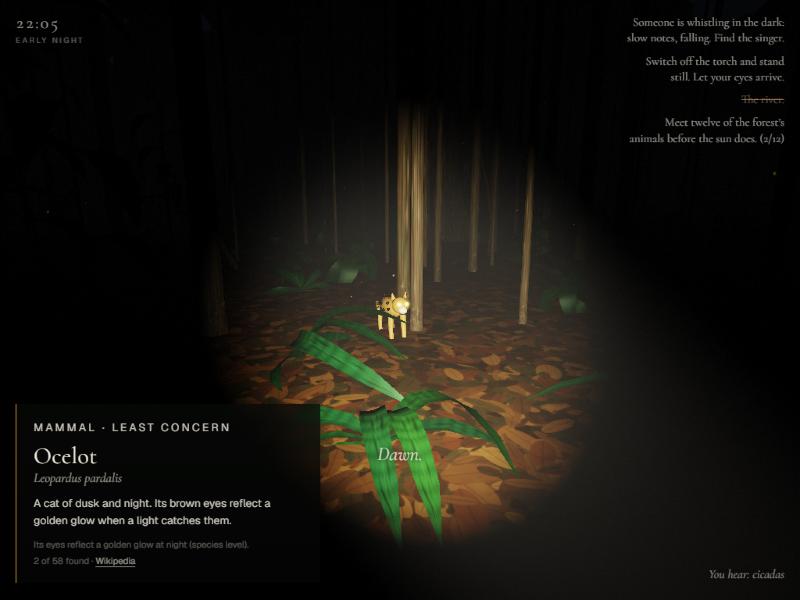 22:05
EARLY NIGHT
Someone is whistling in the dark:
slow notes, falling. Find the singer.
Switch off the torch and stand
still. Let your eyes arrive.
The river.
Meet twelve of the forest's
animals before the sun does. (2/12)
MAMMAL · LEAST CONCERN
Ocelot
Leopardus pardalis
A cat of dusk and night. Its brown eyes reflect a
golden glow when a light catches them.
Its eyes reflect a golden glow at night (species level).
2 of 58 found · Wikipedia
Dawn.
You hear: cicadas